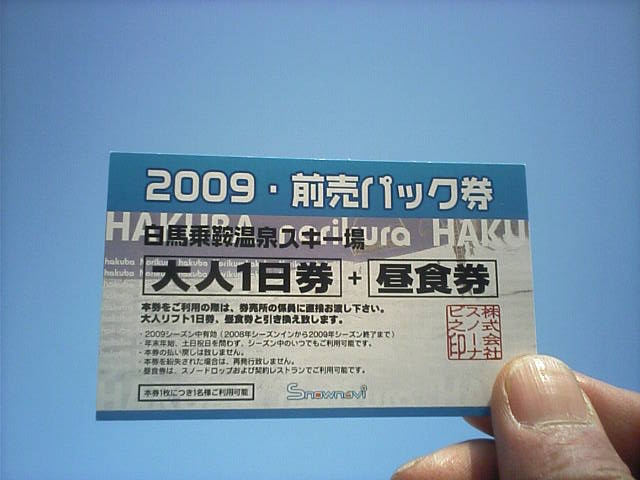 2009・前売パック券
HAKUBA norikura HAKU
白馬乗鞍温泉スキー場
大人1日券 + 昼食券
本券をご利用の際は、券売所の係員に直接お渡し下さい。
大人リフト1日券、昼食券と引き換え致します。
・2009シーズン中有効(2008年シーズンインから2009年シーズン終了まで)
・年末年始、土日祝日を問わず、シーズン中のいつでもご利用可能です。
・本券の払い戻しは致しません。
・本券を紛失された場合は、再発行致しません。
・昼食券は、スノードロップおよび契約レストランでご利用可能です。
本券1枚につき1名様ご利用可能
Snownavi
株式会社
スノーナ
ビ之印